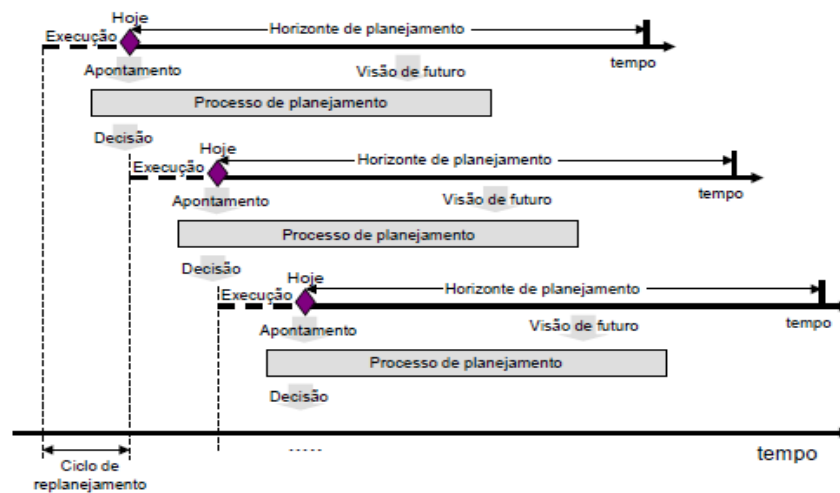 Hoje
Execução
Horizonte de planejamento
tempo
Apontamento
Visão de futuro
Processo de planejamento
Decisão
Hoje
Execução
Horizonte de planejamento
tempo
Apontamento
Visão de futuro
Processo de planejamento
Decisão
Hoje
Execução
Horizonte de planejamento
tempo
Apontamento
Visão de futuro
Processo de planejamento
Decisão
.....
tempo
Ciclo de
replanejamento